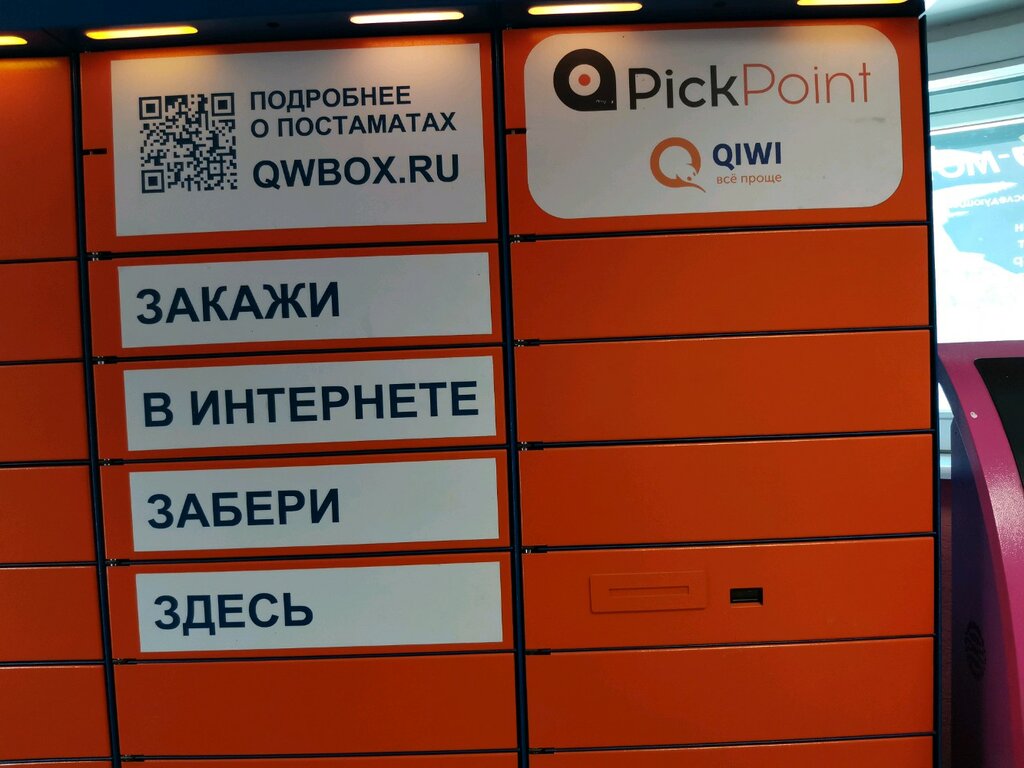 ПОДРОБНЕЕ
О ПОСТАМАТАХ
QWBOX.RU
ЗАКАЖИ
В ИНТЕРНЕТЕ
ЗАБЕРИ
ЗДЕСЬ
PickPoint
QIWI
всё проще